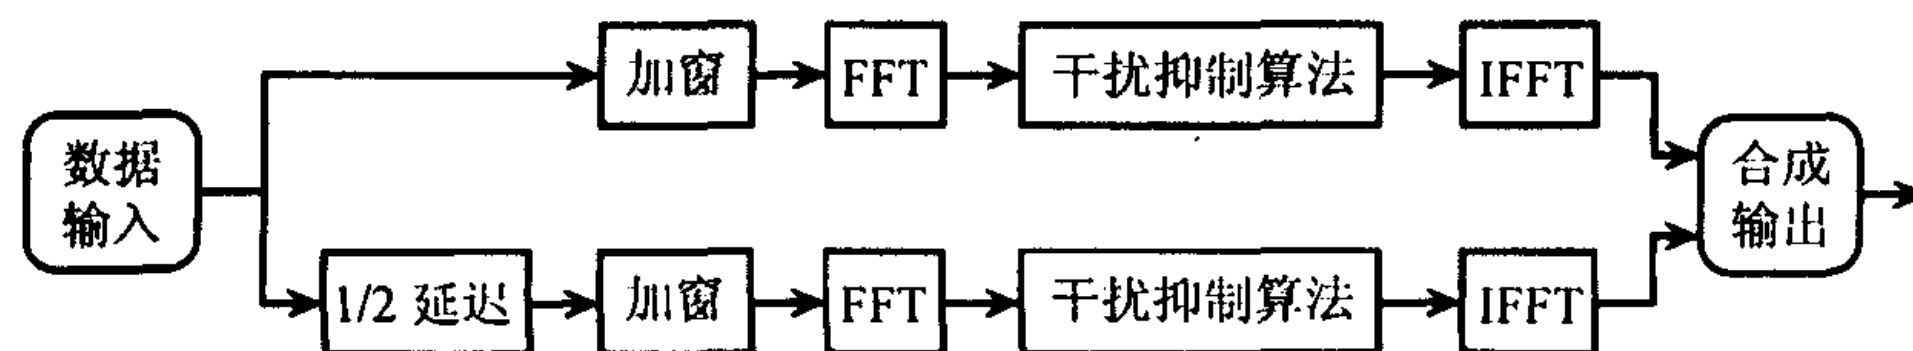 数据
输入
加窗
FFT
干扰抑制算法
IFFT
1/2 延迟
加窗
FFT
干扰抑制算法
IFFT
合成
输出